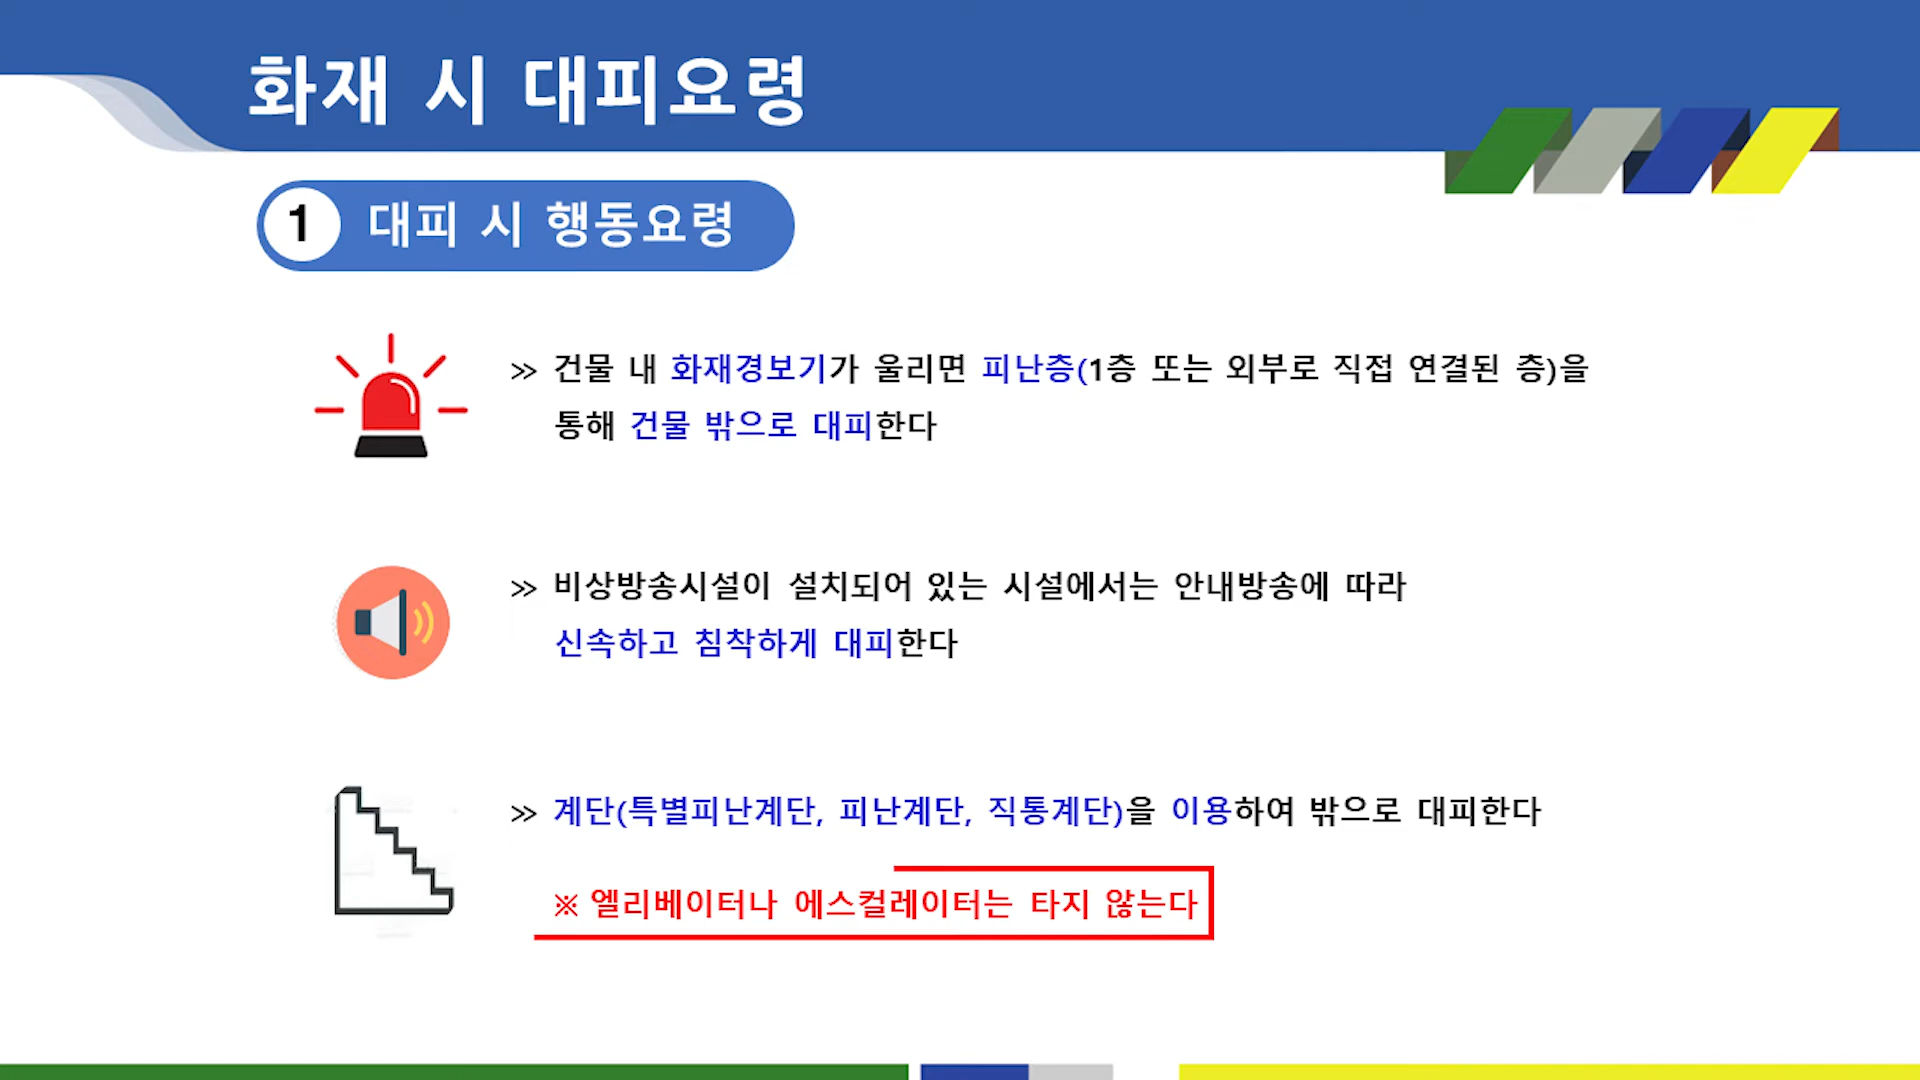 화재 시 대피요령
1 대피 시 행동요령
» 건물 내 화재경보기가 울리면 피난층(1층 또는 외부로 직접 연결된 층)을
통해 건물 밖으로 대피한다
» 비상방송시설이 설치되어 있는 시설에서는 안내방송에 따라
신속하고 침착하게 대피한다
» 계단(특별피난계단, 피난계단, 직통계단)을 이용하여 밖으로 대피한다
※ 엘리베이터나 에스컬레이터는 타지 않는다